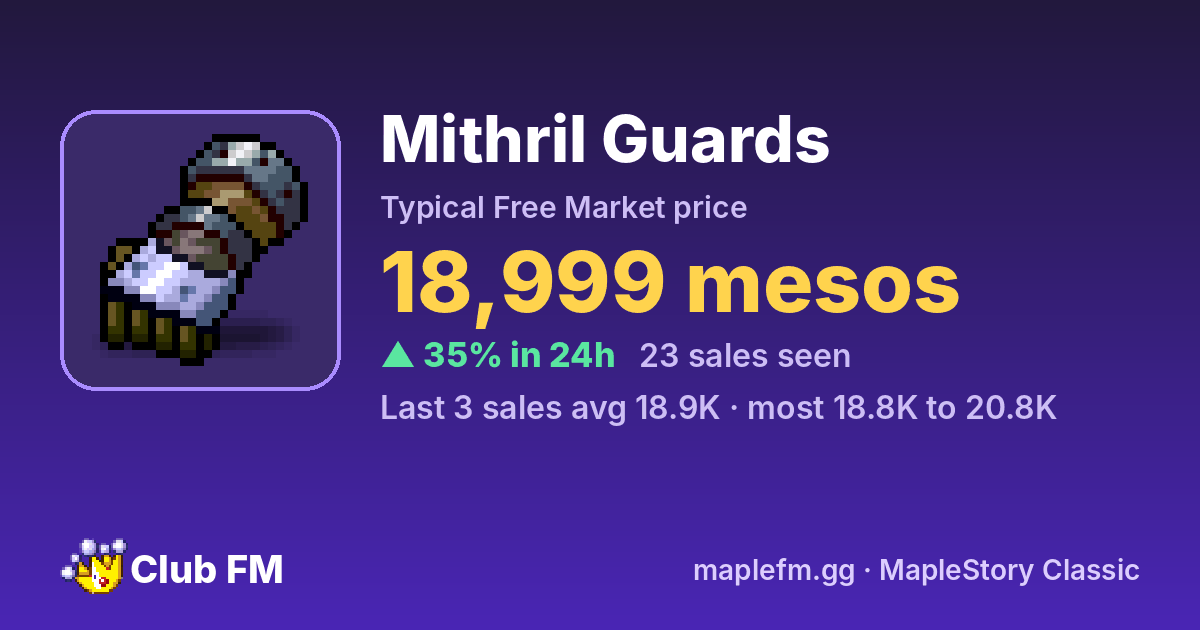 Mithril Guards
Typical Free Market price
18,999 mesos
▲ 35% in 24h 23 sales seen
Last 3 sales avg 18.9K · most 18.8K to 20.8K
Club FM
maplefm.gg · MapleStory Classic